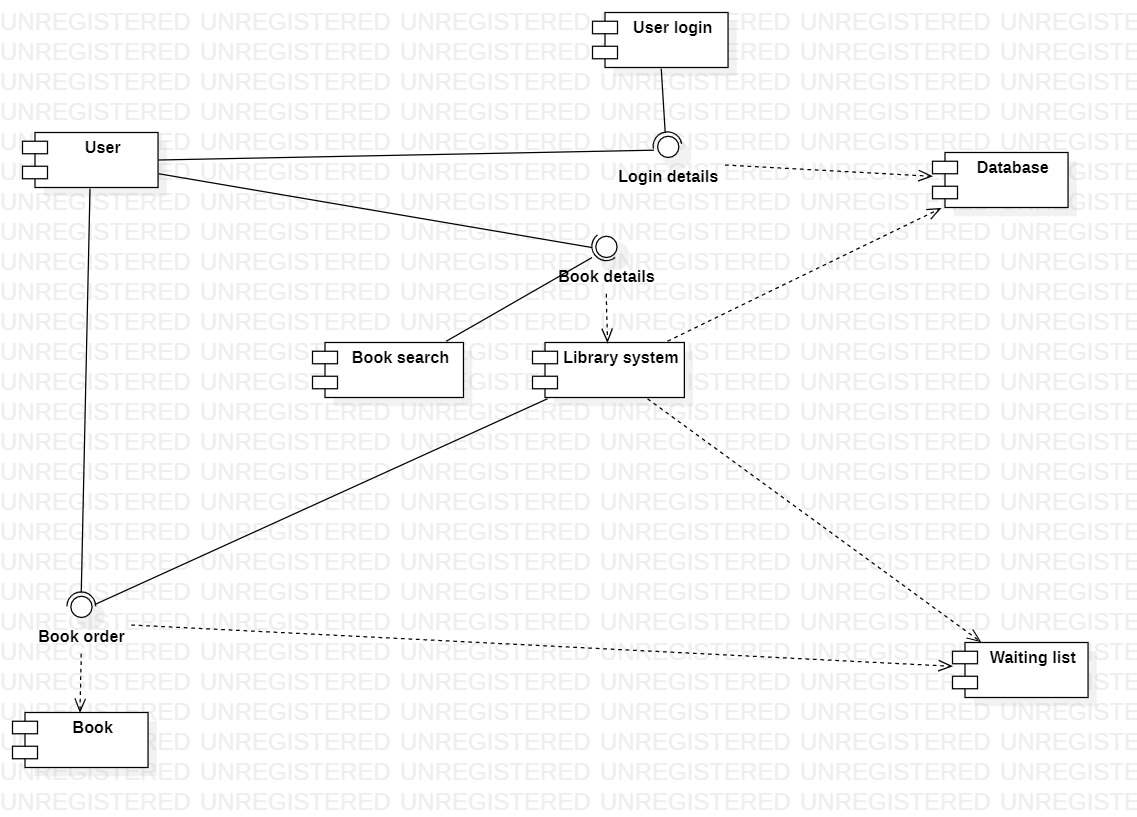 User login
User
Login details
Database
Book details
Book search
Library system
Book order
Waiting list
Book
UNREGISTERED UNREGISTERED UNREGISTERED UNREGISTERED UNREGISTERED UNREGISTERED